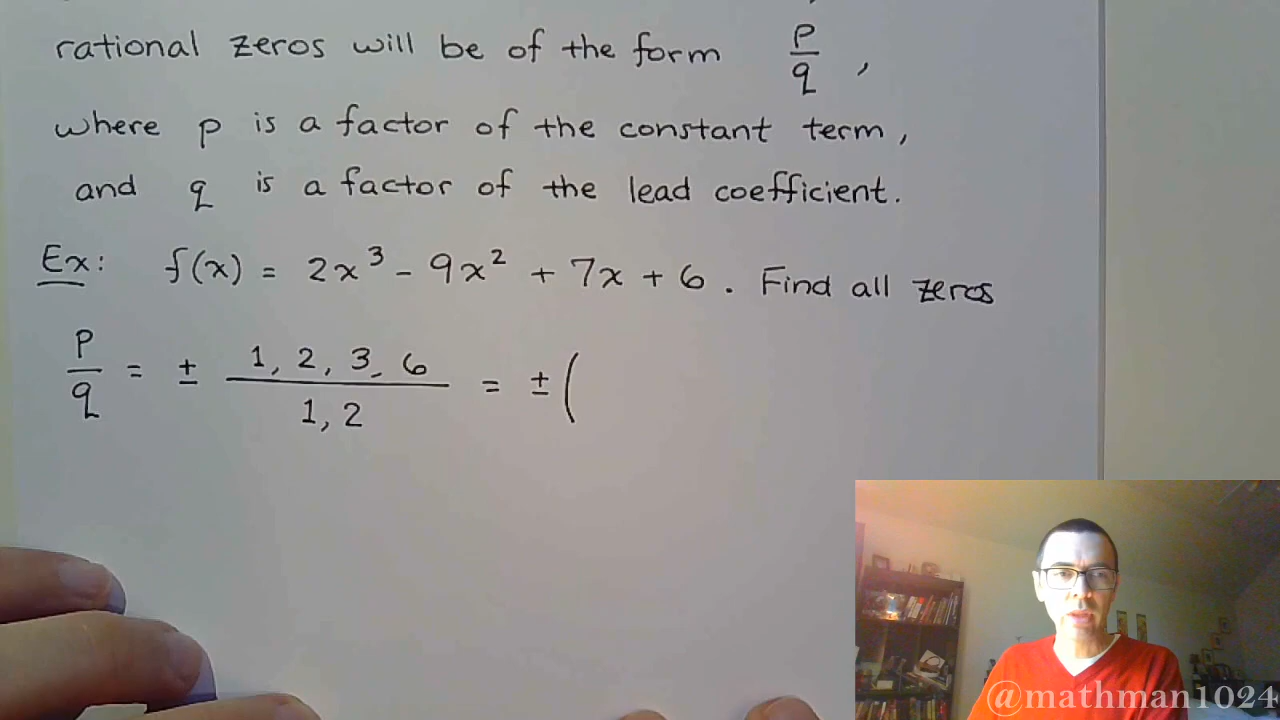 rational zeros will be of the form p/q ,
where p is a factor of the constant term,
and q is a factor of the lead coefficient.
Ex: f(x) = 2x³ - 9x² + 7x + 6 . Find all zeros
p/q = ± 1, 2, 3, 6 / 1, 2 = ± (
@mathman1024